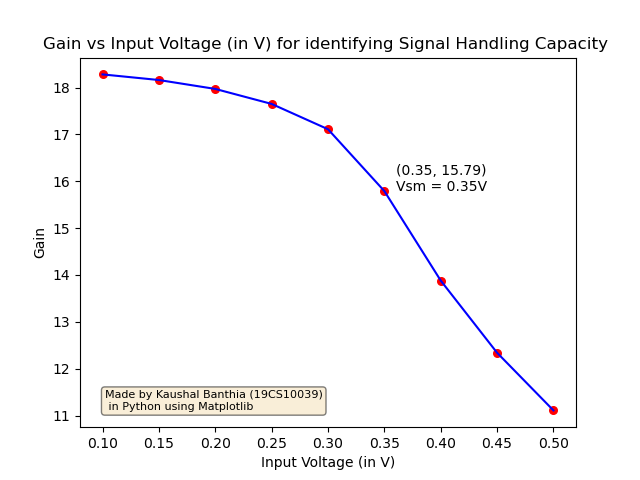 Gain vs Input Voltage (in V) for identifying Signal Handling Capacity
18
17
16
15
14
13
12
11
Gain
(0.35, 15.79)
Vsm = 0.35V
Made by Kaushal Banthia (19CS10039)
in Python using Matplotlib
0.10 0.15 0.20 0.25 0.30 0.35 0.40 0.45 0.50
Input Voltage (in V)